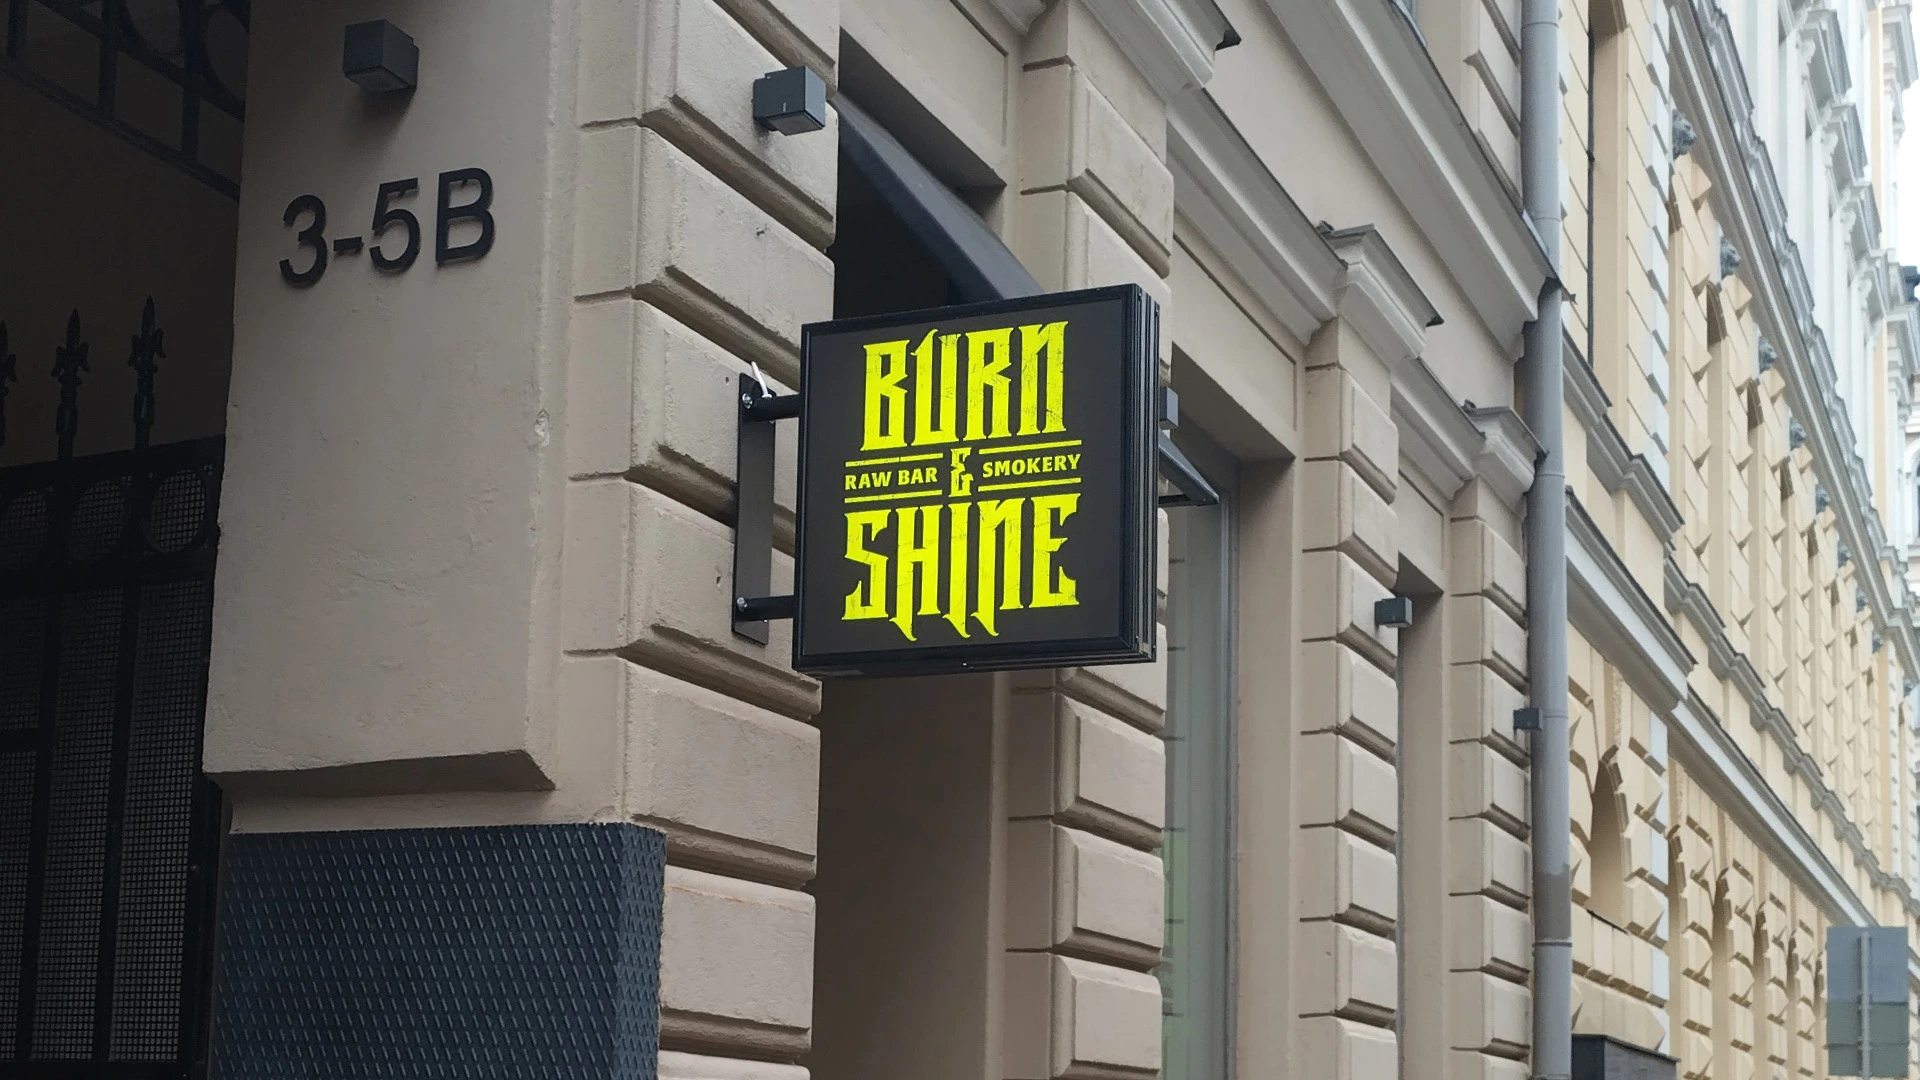 3-5B
BURN
RAW BAR & SMOKERY
SHINE